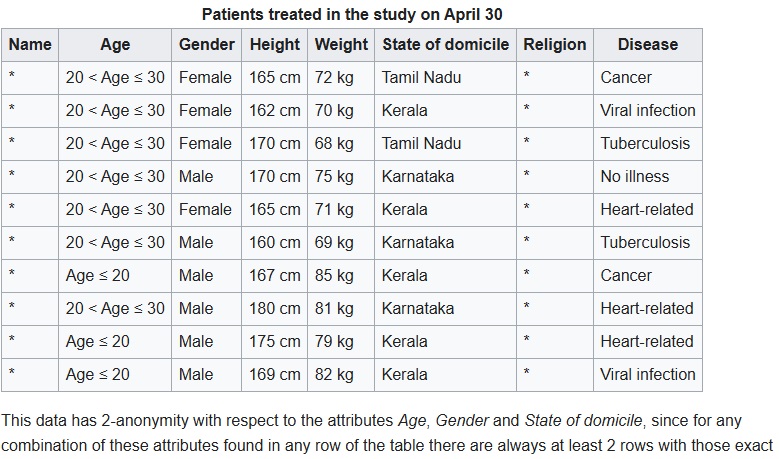 Patients treated in the study on April 30
Name Age Gender Height Weight State of domicile Religion Disease
* 20 < Age ≤ 30 Female 165 cm 72 kg Tamil Nadu * Cancer
* 20 < Age ≤ 30 Female 162 cm 70 kg Kerala * Viral infection
* 20 < Age ≤ 30 Female 170 cm 68 kg Tamil Nadu * Tuberculosis
* 20 < Age ≤ 30 Male 170 cm 75 kg Karnataka * No illness
* 20 < Age ≤ 30 Female 165 cm 71 kg Kerala * Heart-related
* 20 < Age ≤ 30 Male 160 cm 69 kg Karnataka * Tuberculosis
* Age ≤ 20 Male 167 cm 85 kg Kerala * Cancer
* 20 < Age ≤ 30 Male 180 cm 81 kg Karnataka * Heart-related
* Age ≤ 20 Male 175 cm 79 kg Kerala * Heart-related
* Age ≤ 20 Male 169 cm 82 kg Kerala * Viral infection
This data has 2-anonymity with respect to the attributes Age, Gender and State of domicile, since for any
combination of these attributes found in any row of the table there are always at least 2 rows with those exact